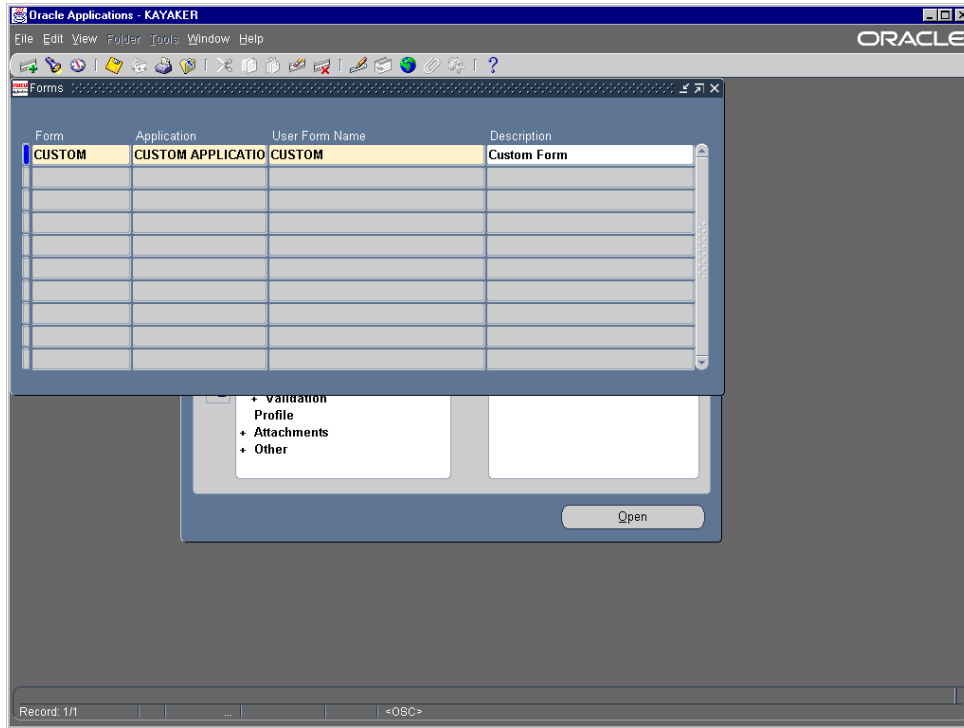 Oracle Applications - KAYAKER
File Edit View Folder Tools Window Help
ORACLE
Forms
Form Application User Form Name Description
CUSTOM CUSTOM APPLICATIO CUSTOM Custom Form
+ Validation
Profile
+ Attachments
+ Other
Open
Record: 1/1 ... <OSC>